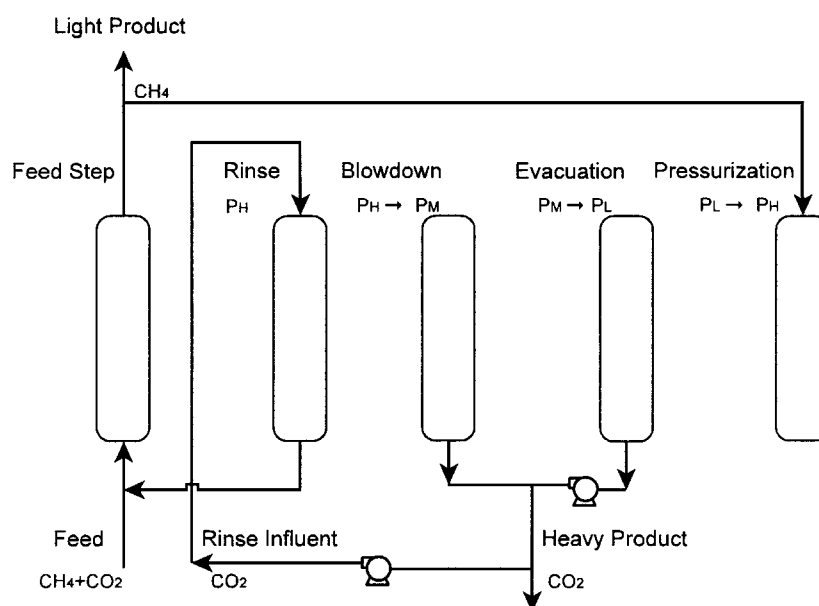 Light Product
CH4
Feed Step
Rinse
Blowdown
Evacuation
Pressurization
PH
PH → PM
PM → PL
PL → PH
Feed
Rinse Influent
Heavy Product
CH4+CO2
CO2
CO2